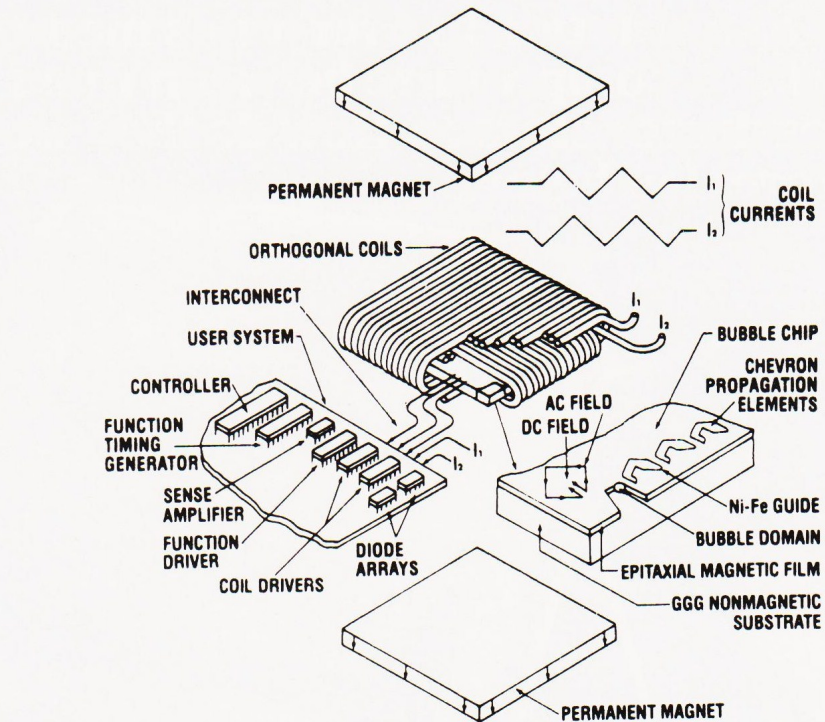 PERMANENT MAGNET
I₁
I₂
COIL
CURRENTS
ORTHOGONAL COILS
INTERCONNECT
USER SYSTEM
CONTROLLER
FUNCTION
TIMING
GENERATOR
SENSE
AMPLIFIER
FUNCTION
DRIVER
COIL DRIVERS
DIODE
ARRAYS
I₁
I₂
I₁
I₂
AC FIELD
DC FIELD
BUBBLE CHIP
CHEVRON
PROPAGATION
ELEMENTS
Ni-Fe GUIDE
BUBBLE DOMAIN
EPITAXIAL MAGNETIC FILM
GGG NONMAGNETIC
SUBSTRATE
PERMANENT MAGNET